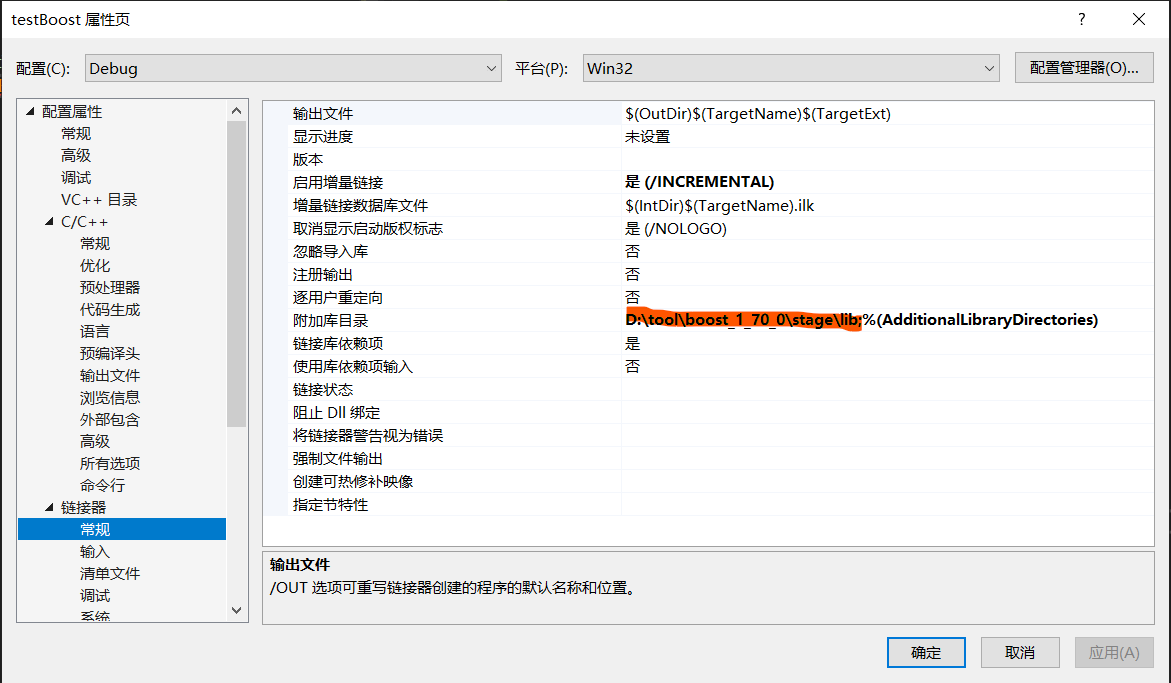 testBoost 属性页 ?
配置(C): Debug 平台(P): Win32 配置管理器(O)...
配置属性
常规
高级
调试
VC++ 目录
C/C++
常规
优化
预处理器
代码生成
语言
预编译头
输出文件
浏览信息
外部包含
高级
所有选项
命令行
链接器
常规
输入
清单文件
调试
系统
输出文件 $(OutDir)$(TargetName)$(TargetExt)
显示进度 未设置
版本
启用增量链接 是 (/INCREMENTAL)
增量链接数据库文件 $(IntDir)$(TargetName).ilk
取消显示启动版权标志 是 (/NOLOGO)
忽略导入库 否
注册输出 否
逐用户重定向 否
附加库目录 D:\tool\boost_1_70_0\stage\lib;%(AdditionalLibraryDirectories)
链接库依赖项 是
使用库依赖项输入 否
链接状态
阻止 Dll 绑定
将链接器警告视为错误
强制文件输出
创建可热修补映像
指定节特性
输出文件
/OUT 选项可重写链接器创建的程序的默认名称和位置。
确定 取消 应用(A)